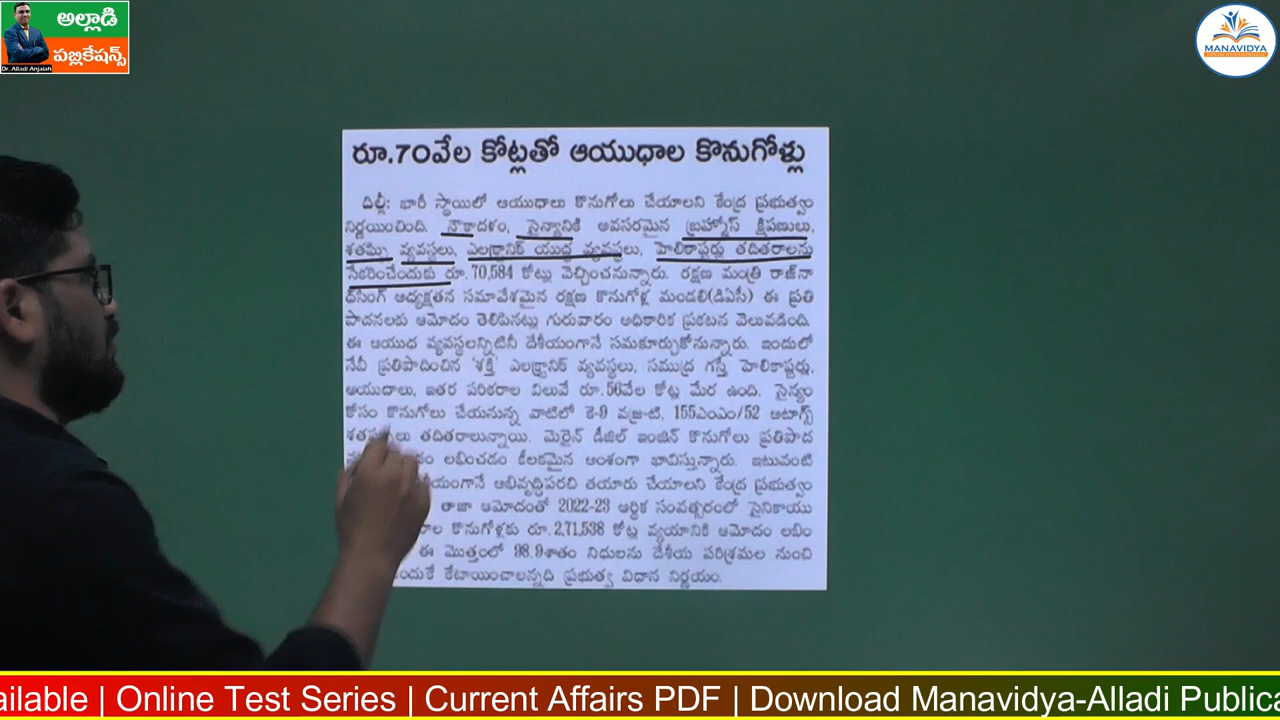 అల్లాడి
పబ్లికేషన్స్
Dr. Alladi Anjaiah
MANAVIDYA
రూ.70వేల కోట్లతో ఆయుధాల కొనుగోళ్లు
దిల్లీ: భారీ స్థాయిలో ఆయుధాలు కొనుగోలు చేయాలని కేంద్ర ప్రభుత్వం
నిర్ణయించింది. నౌకాదళం, సైన్యానికి అవసరమైన బ్రహ్మోస్ క్షిపణులు,
శతఘ్ని వ్యవస్థలు, ఎలక్ట్రానిక్ యుద్ధ వ్యవస్థలు, హెలికాప్టర్లు తదితరాలను
సేకరించేందుకు రూ.70,584 కోట్లు వెచ్చించనున్నారు. రక్షణ మంత్రి రాజ్‌నా
థ్‌సింగ్ అధ్యక్షతన సమావేశమైన రక్షణ కొనుగోళ్ల మండలి(డిఏసీ) ఈ ప్రతి
పాదనలకు ఆమోదం తెలిపినట్లు గురువారం అధికారిక ప్రకటన వెలువడింది.
ఈ ఆయుధ వ్యవస్థలన్నిటినీ దేశీయంగానే సమకూర్చుకోనున్నారు. ఇందులో
నేవీ ప్రతిపాదించిన 'శక్తి' ఎలక్ట్రానిక్ వ్యవస్థలు, సముద్ర గస్తీ హెలికాప్టర్లు,
ఆయుధాలు, ఇతర పరికరాల విలువే రూ.56వేల కోట్ల మేర ఉంది. సైన్యం
కోసం కొనుగోలు చేయనున్న వాటిలో కె-9 వజ్ర-టి, 155ఎంఎం/52 అటాగ్స్
తదితరాలున్నాయి. మెరైన్ డీజిల్ ఇంజిన్ కొనుగోలు ప్రతిపాద
లభించడం కీలకమైన అంశంగా భావిస్తున్నారు. ఇటువంటి
అభివృద్ధిపరచి తయారు చేయాలని కేంద్ర ప్రభుత్వం
తాజా ఆమోదంతో 2022-23 ఆర్థిక సంవత్సరంలో సైనికాయు
కొనుగోళ్లకు రూ.2,71,538 కోట్ల వ్యయానికి ఆమోదం లభిం
ఈ మొత్తంలో 98.9శాతం నిధులను దేశీయ పరిశ్రమల నుంచి
కేటాయించాలన్నది ప్రభుత్వ విధాన నిర్ణయం.
ailable | Online Test Series | Current Affairs PDF | Download Manavidya-Alladi Publica